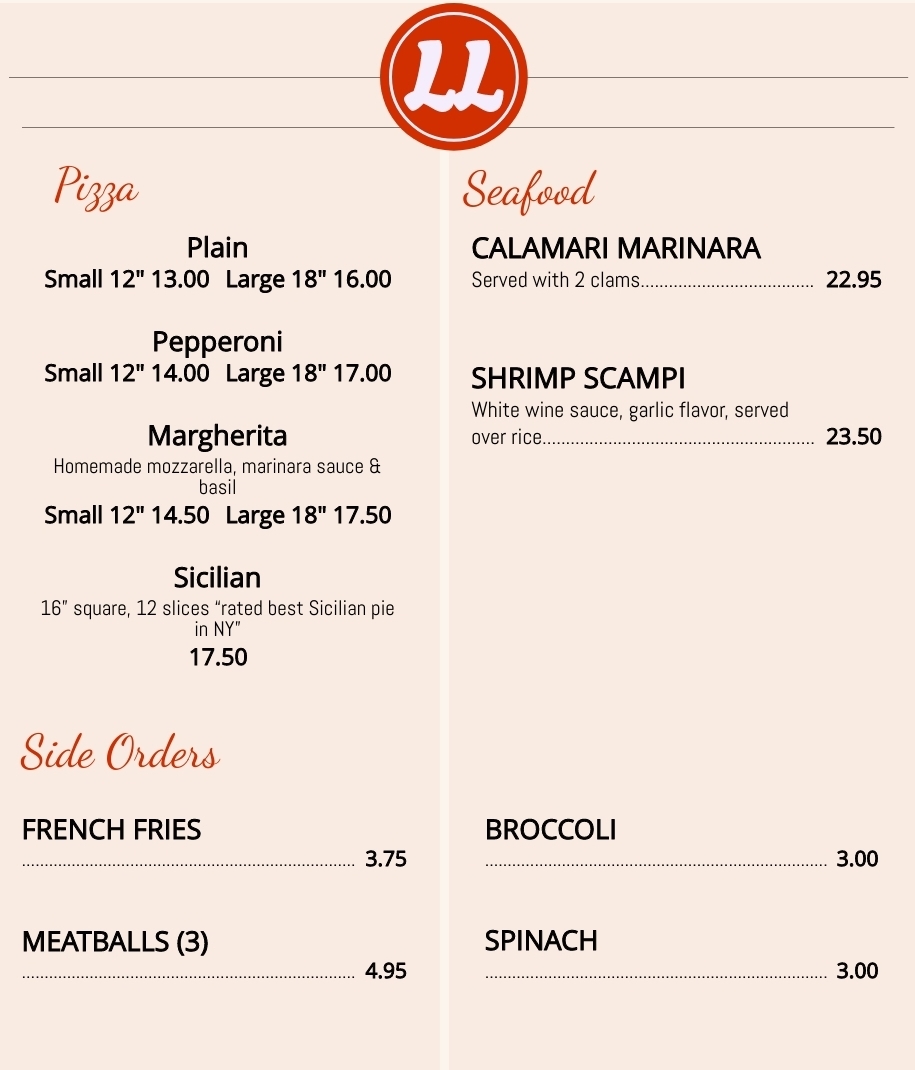 LL
Pizza
Plain
Small 12" 13.00 Large 18" 16.00
Pepperoni
Small 12" 14.00 Large 18" 17.00
Margherita
Homemade mozzarella, marinara sauce &
basil
Small 12" 14.50 Large 18" 17.50
Sicilian
16” square, 12 slices “rated best Sicilian pie
in NY”
17.50
Seafood
CALAMARI MARINARA
Served with 2 clams..................................... 22.95
SHRIMP SCAMPI
White wine sauce, garlic flavor, served
over rice.......................................................... 23.50
Side Orders
FRENCH FRIES
.......................................................................... 3.75
MEATBALLS (3)
.......................................................................... 4.95
BROCCOLI
............................................................................ 3.00
SPINACH
............................................................................ 3.00